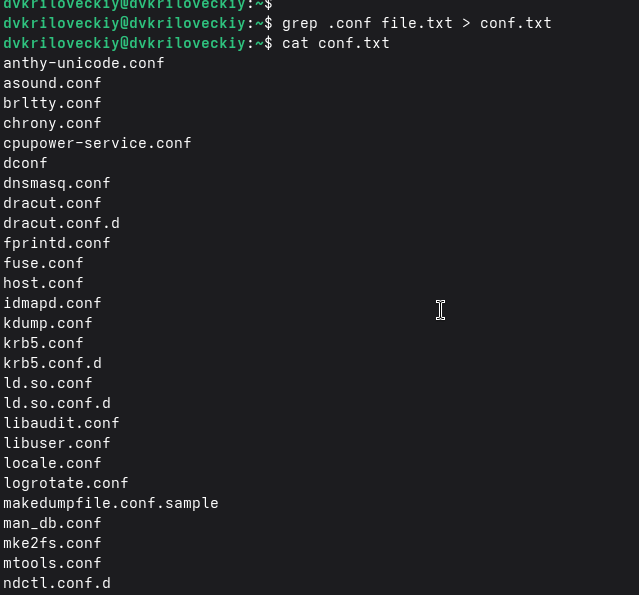 dvkriloveckiy@dvkriloveckiy:~$
dvkriloveckiy@dvkriloveckiy:~$ grep .conf file.txt > conf.txt
dvkriloveckiy@dvkriloveckiy:~$ cat conf.txt
anthy-unicode.conf
asound.conf
brltty.conf
chrony.conf
cpupower-service.conf
dconf
dnsmasq.conf
dracut.conf
dracut.conf.d
fprintd.conf
fuse.conf
host.conf
idmapd.conf
kdump.conf
krb5.conf
krb5.conf.d
ld.so.conf
ld.so.conf.d
libaudit.conf
libuser.conf
locale.conf
logrotate.conf
makedumpfile.conf.sample
man_db.conf
mke2fs.conf
mtools.conf
ndctl.conf.d